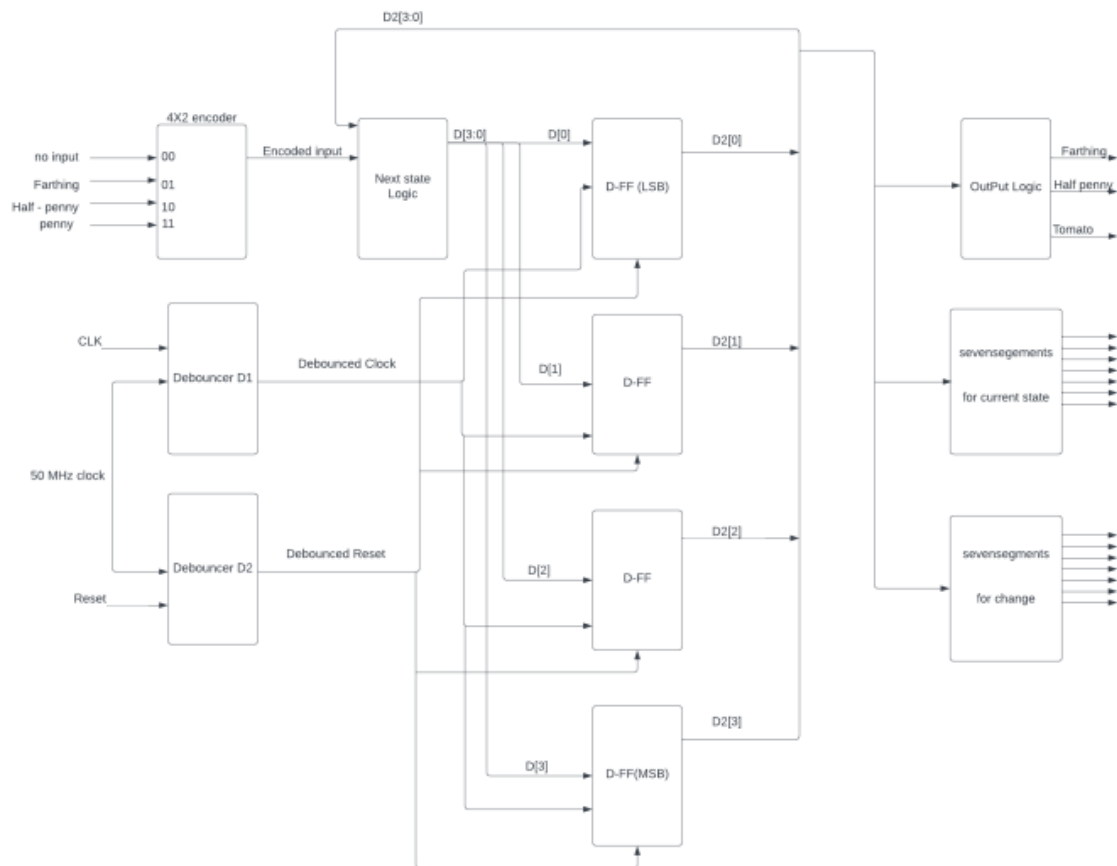 D2[3:0]
4X2 encoder
no input
00
Farthing
01
Half - penny
10
penny
11
Encoded input
Next state
Logic
D[3:0]
D[0]
D-FF (LSB)
D2[0]
OutPut Logic
Farthing
Half penny
Tomato
CLK
Debouncer D1
Debounced Clock
D[1]
D-FF
D2[1]
sevensegements
for current state
50 MHz clock
Debouncer D2
Reset
Debounced Reset
D[2]
D-FF
D2[2]
sevensegments
for change
D[3]
D-FF(MSB)
D2[3]